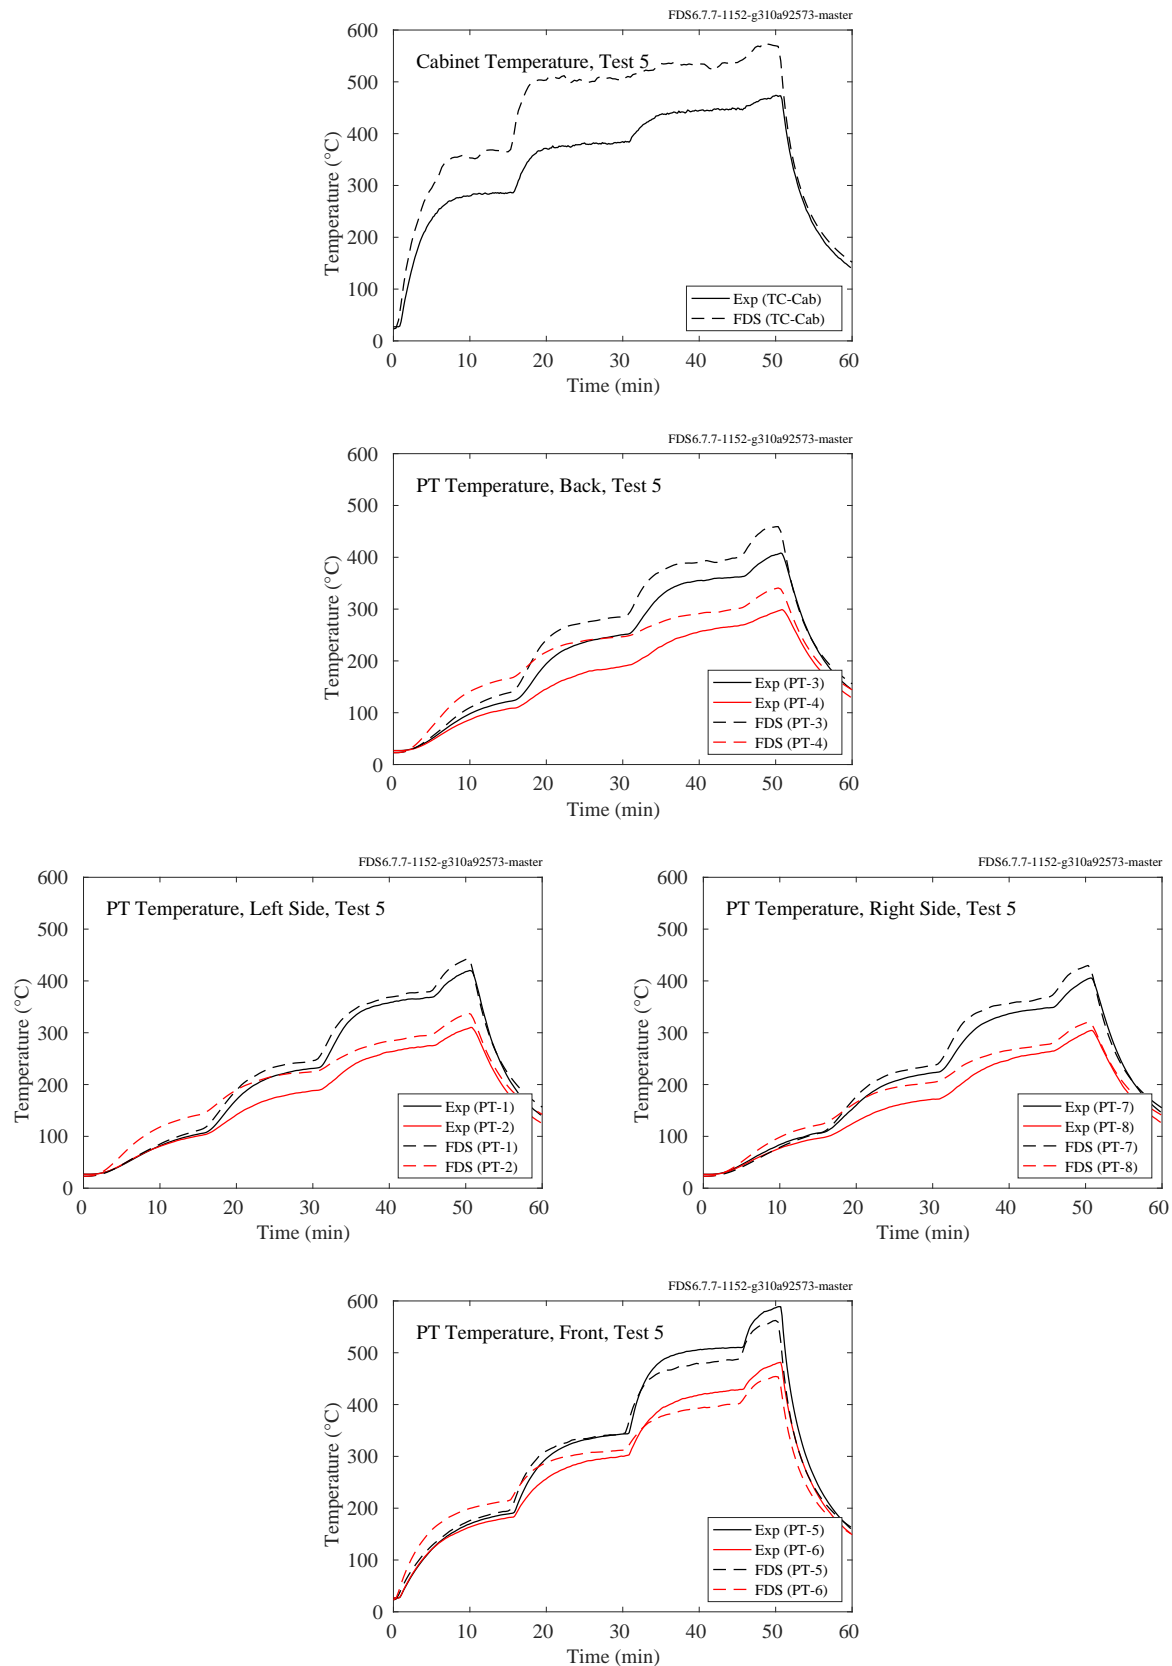 FDS6.7.7-1152-g310a92573-master
Cabinet Temperature, Test 5
Temperature (°C)
600
500
400
300
200
100
0
0 10 20 30 40 50 60
Time (min)
Exp (TC-Cab)
FDS (TC-Cab)
FDS6.7.7-1152-g310a92573-master
PT Temperature, Back, Test 5
Temperature (°C)
600
500
400
300
200
100
0
0 10 20 30 40 50 60
Time (min)
Exp (PT-3)
Exp (PT-4)
FDS (PT-3)
FDS (PT-4)
FDS6.7.7-1152-g310a92573-master
PT Temperature, Left Side, Test 5
Temperature (°C)
600
500
400
300
200
100
0
0 10 20 30 40 50 60
Time (min)
Exp (PT-1)
Exp (PT-2)
FDS (PT-1)
FDS (PT-2)
FDS6.7.7-1152-g310a92573-master
PT Temperature, Right Side, Test 5
Temperature (°C)
600
500
400
300
200
100
0
0 10 20 30 40 50 60
Time (min)
Exp (PT-7)
Exp (PT-8)
FDS (PT-7)
FDS (PT-8)
FDS6.7.7-1152-g310a92573-master
PT Temperature, Front, Test 5
Temperature (°C)
600
500
400
300
200
100
0
0 10 20 30 40 50 60
Time (min)
Exp (PT-5)
Exp (PT-6)
FDS (PT-5)
FDS (PT-6)